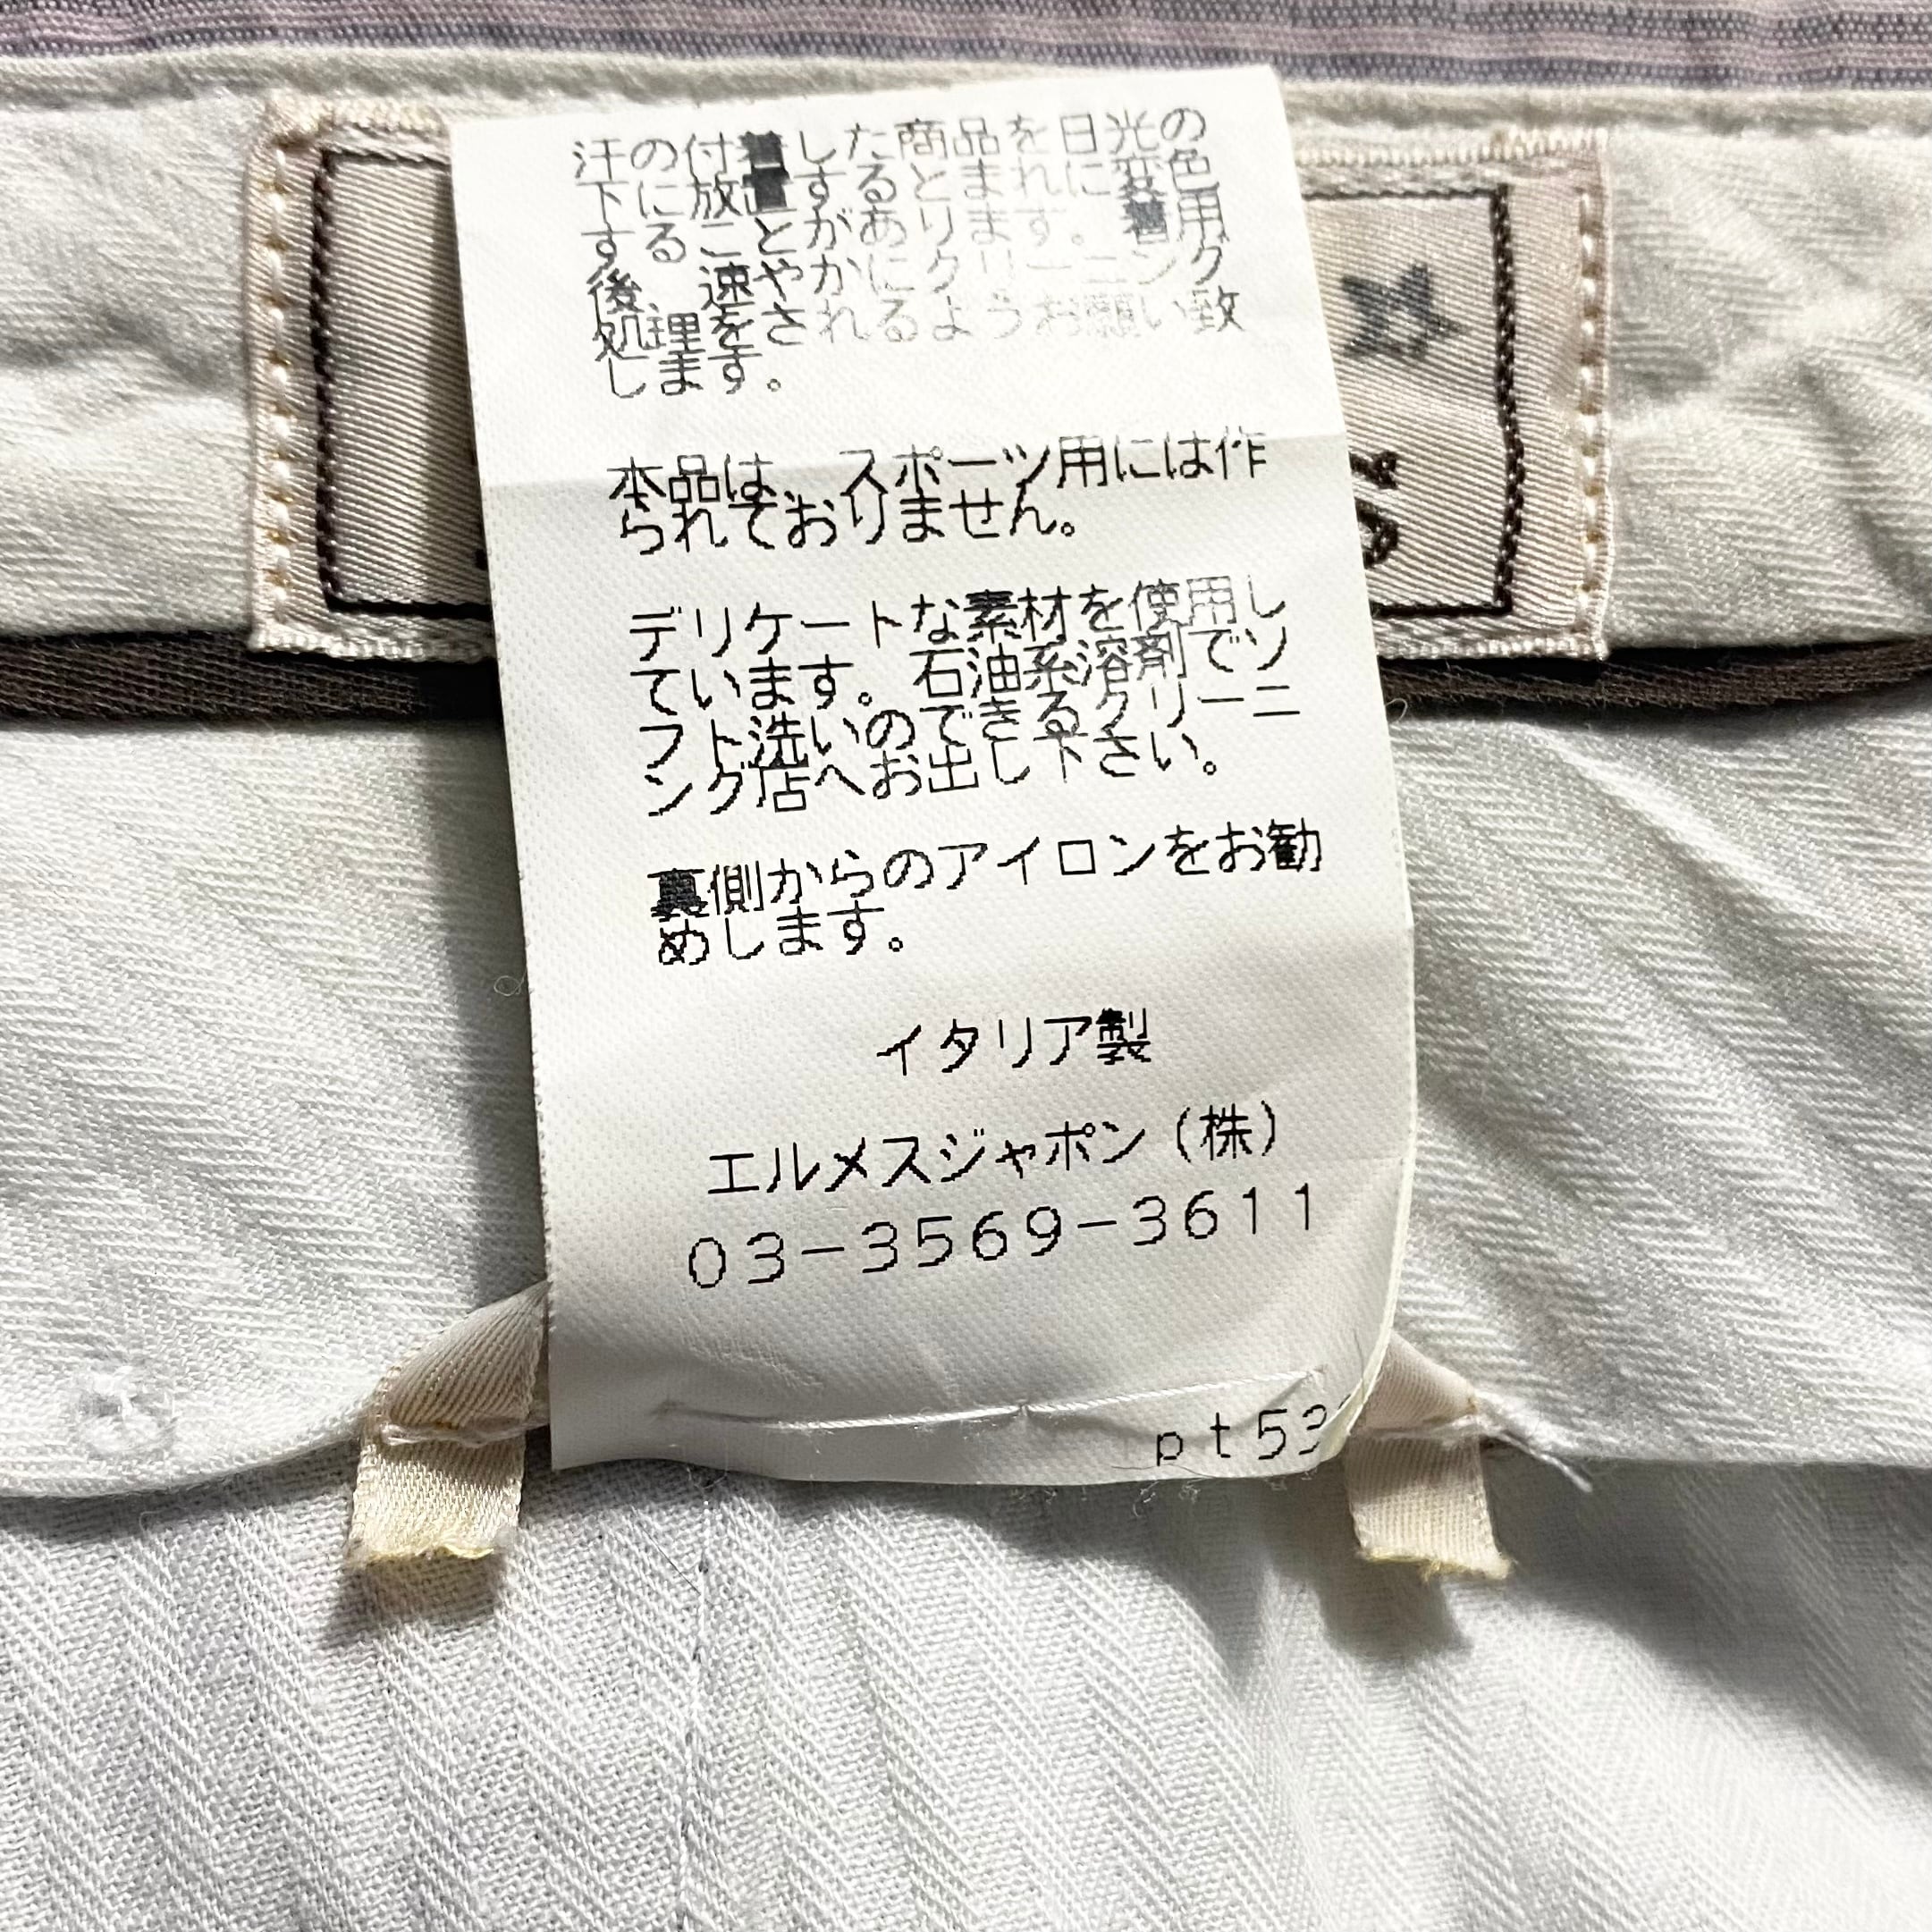 汗の付着した商品を日光の
下に放置するとまれに変色
することがあります。着用
後、速やかにクリーニング
処理をされるようお願い致
します。
本品は、スポーツ用には作
られておりません。
デリケートな素材を使用し
ています。石油系溶剤でソ
フト洗いのできるクリーニ
ング店へお出し下さい。
裏側からのアイロンをお勧
めします。
イタリア製
エルメスジャポン(株)
03-3569-3611
pt53